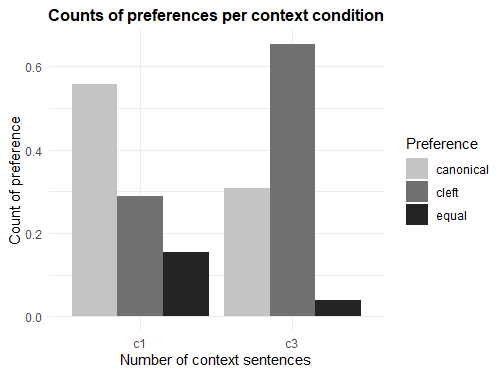 Counts of preferences per context condition
Count of preference
0.6
0.4
0.2
0.0
c1
c3
Number of context sentences
Preference
canonical
cleft
equal